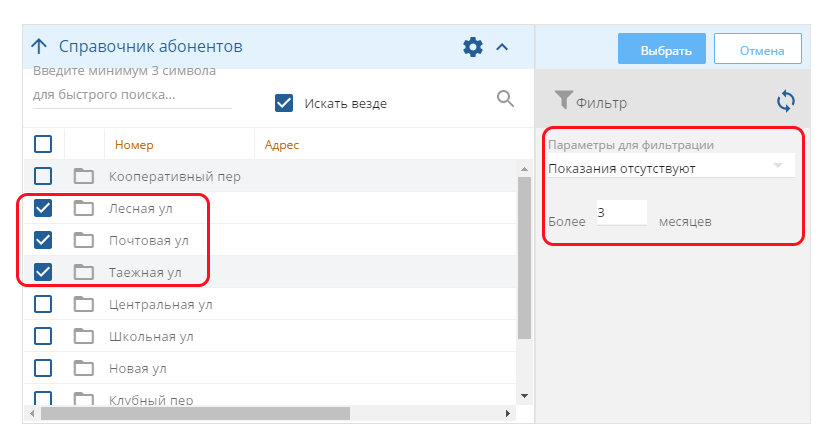 Справочник абонентов
Выбрать
Отмена
Введите минимум 3 символа
для быстрого поиска...
Искать везде
Фильтр
Номер
Адрес
Параметры для фильтрации
Показания отсутствуют
Более
3
месяцев
Кооперативный пер
Лесная ул
Почтовая ул
Таежная ул
Центральная ул
Школьная ул
Новая ул
Клубный пер